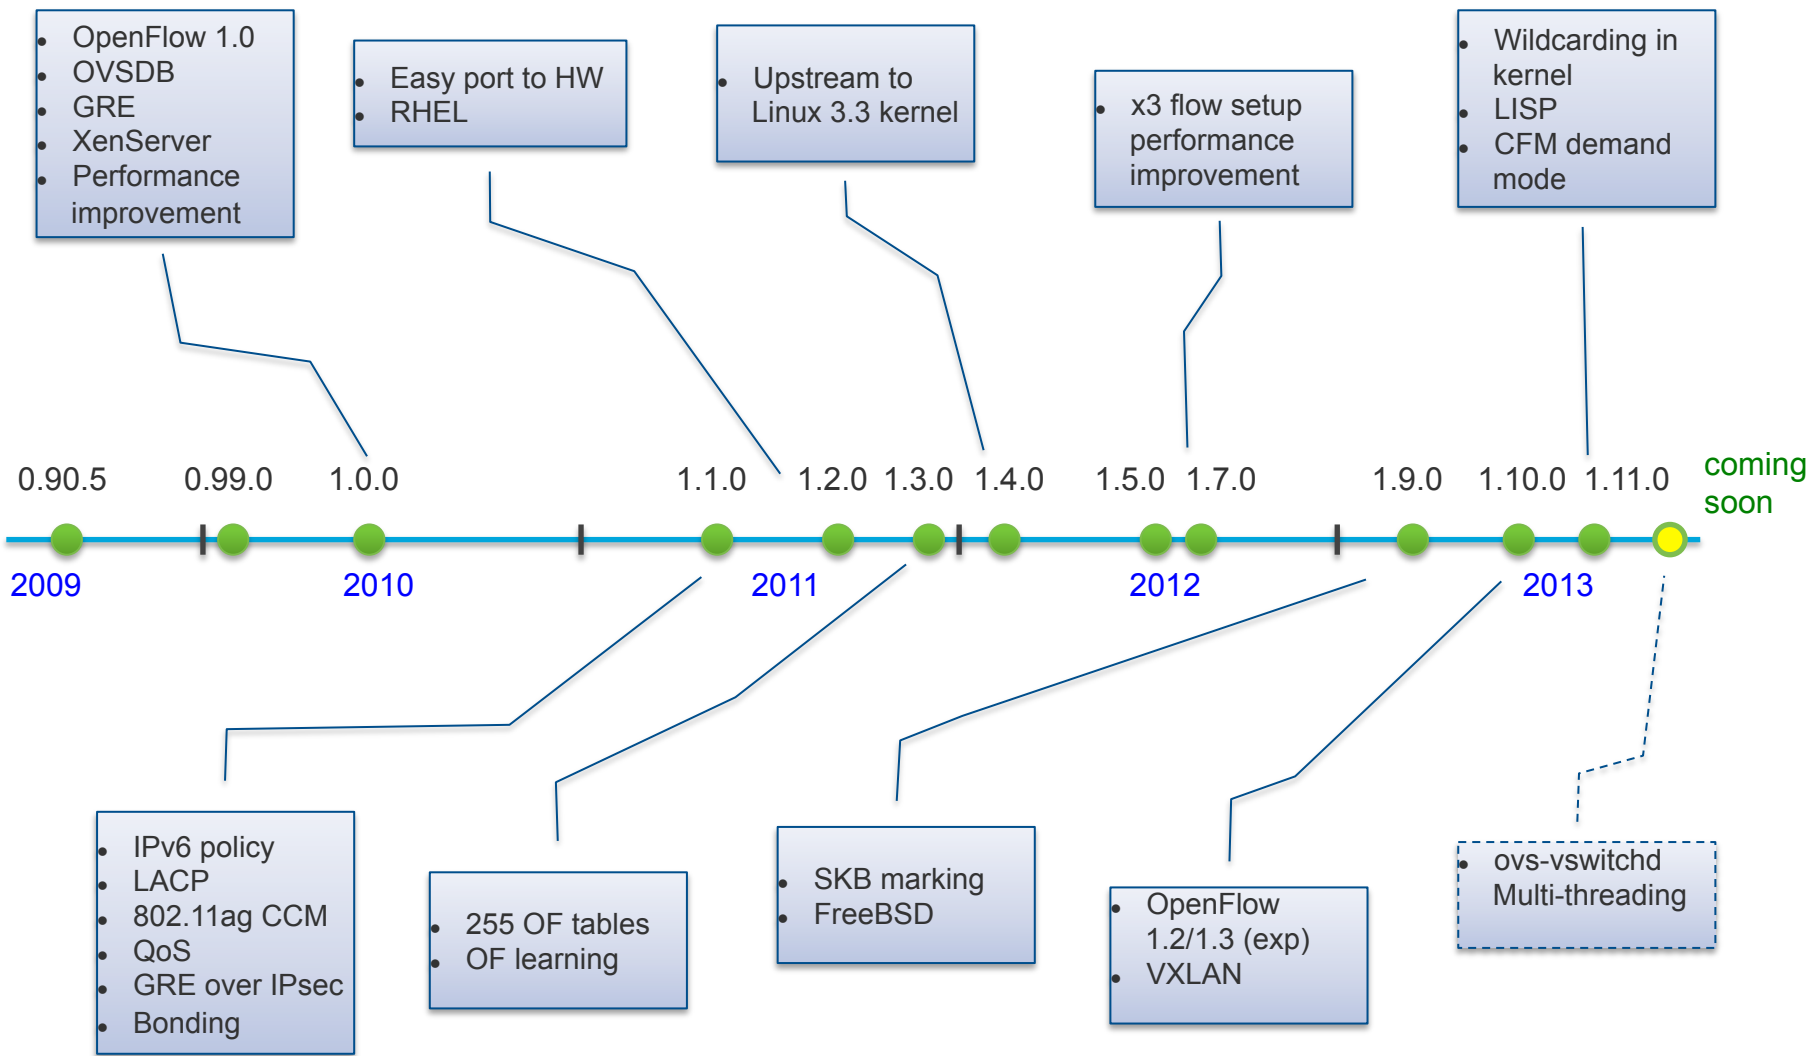 • OpenFlow 1.0
• OVSDB
• GRE
• XenServer
• Performance
improvement
• Easy port to HW
• RHEL
• Upstream to
Linux 3.3 kernel
• x3 flow setup
performance
improvement
• Wildcarding in
kernel
• LISP
• CFM demand
mode
0.90.5
0.99.0
1.0.0
1.1.0
1.2.0
1.3.0
1.4.0
1.5.0
1.7.0
1.9.0
1.10.0
1.11.0
coming
soon
2009
2010
2011
2012
2013
• IPv6 policy
• LACP
• 802.11ag CCM
• QoS
• GRE over IPsec
• Bonding
• 255 OF tables
• OF learning
• SKB marking
• FreeBSD
• OpenFlow
1.2/1.3 (exp)
• VXLAN
• ovs-vswitchd
Multi-threading